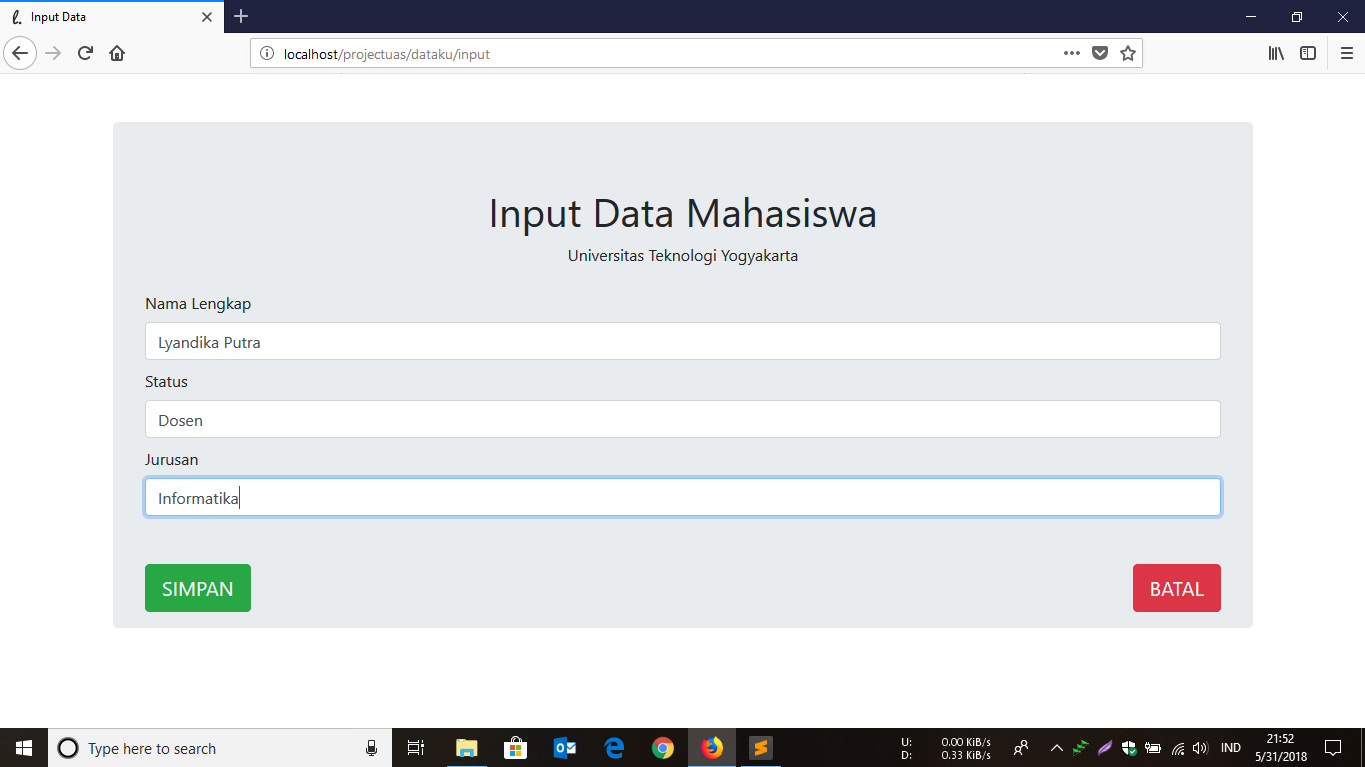 Input Data
localhost/projectuas/dataku/input
Input Data Mahasiswa
Universitas Teknologi Yogyakarta
Nama Lengkap
Lyandika Putra
Status
Dosen
Jurusan
Informatika
SIMPAN
BATAL
Type here to search
U: 0.00 KiB/s
D: 0.33 KiB/s
IND
21:52
5/31/2018